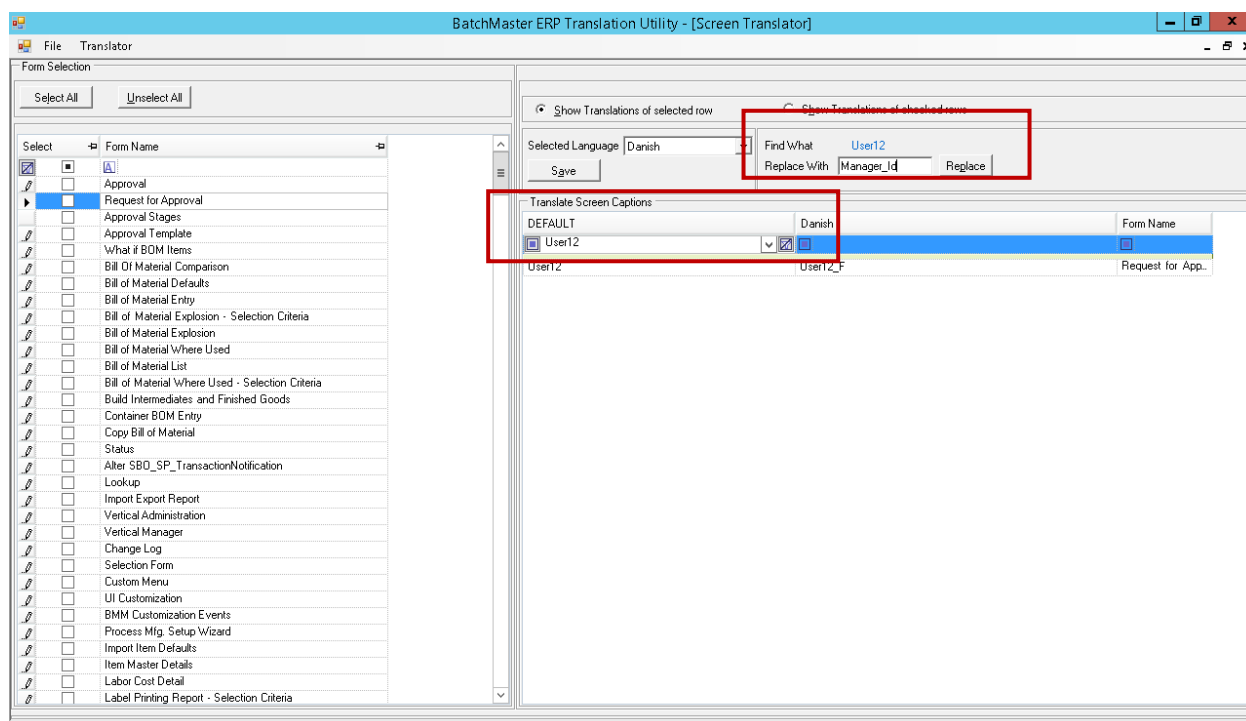 BatchMaster ERP Translation Utility - [Screen Translator]
File Translator
Form Selection
Select All Unselect All
Show Translations of selected row Show Translations of checked rows
Selected Language Danish
Find What User12
Save
Replace With Manager_Id Replace
Translate Screen Captions
DEFAULT Danish Form Name
User12
User12 User12_F Request for App..
Select Form Name
A
Approval
Request for Approval
Approval Stages
Approval Template
What if BOM Items
Bill Of Material Comparison
Bill of Material Defaults
Bill of Material Entry
Bill of Material Explosion - Selection Criteria
Bill of Material Explosion
Bill of Material Where Used
Bill of Material List
Bill of Material Where Used - Selection Criteria
Build Intermediates and Finished Goods
Container BOM Entry
Copy Bill of Material
Status
Alter SBO_SP_TransactionNotification
Lookup
Import Export Report
Vertical Administration
Vertical Manager
Change Log
Selection Form
Custom Menu
UI Customization
BMM Customization Events
Process Mfg. Setup Wizard
Import Item Defaults
Item Master Details
Labor Cost Detail
Label Printing Report - Selection Criteria